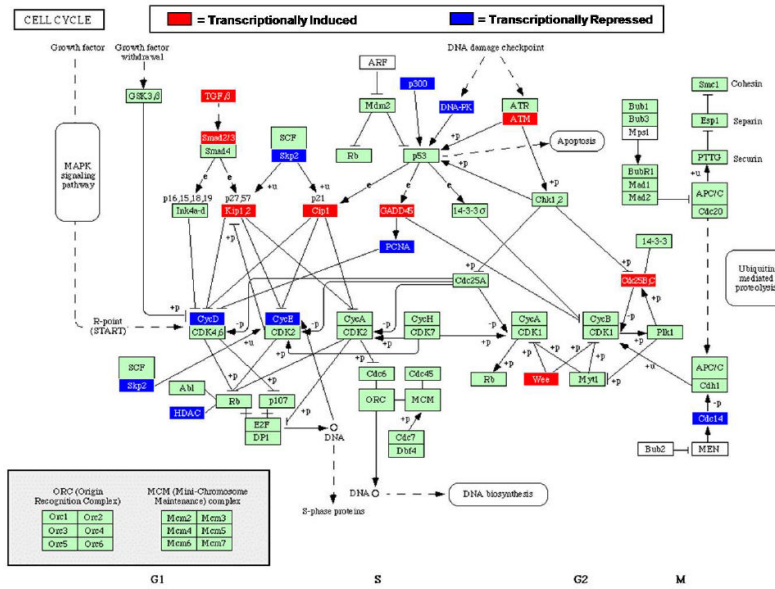 CELL CYCLE
= Transcriptionally Induced
= Transcriptionally Repressed
Growth factor
Growth factor
withdrawal
DNA damage checkpoint
ARF
GSK3β
TGFβ
p300
Mdm2
DNA-PK
ATR
ATM
Smc1
Cohesin
Bub1
Bub3
Mps1
Esp1
Separin
Smad2/3
Smad4
SCF
Skp2
Rb
p53
Apoptosis
MAPK
signaling
pathway
PTTG
Securin
BubR1
Mad1
Mad2
APC/C
Cdc20
+p
+p
+p
+u
e
e
+u
+u
e
e
e
+p
p16,15,18,19
Ink4a-d
p27,57
Kip1,2
p21
Cip1
GADD45
14-3-3σ
Chk1,2
+p
PCNA
14-3-3
Cdc25A
Cdc25B,C
+p
Ubiquitin
mediated
proteolysis
R-point
(START)
+p
CycD
CDK4,6
CycE
CDK2
CycA
CDK2
CycH
CDK7
CycA
CDK1
CycB
CDK1
Plk1
-p
-p
-p
-p
-p
+p
+p
+u
+p
+p
+u
SCF
Skp2
Abl
HDAC
Rb
p107
E2F
DP1
DNA
+p
+p
+p
+p
Cdc6
Cdc45
ORC
MCM
+p
Cdc7
Dbf4
Rb
+p
Wee
Myt1
+p
+p
+p
APC/C
Cdh1
-p
Cdc14
Bub2
MEN
S-phase proteins
DNA
DNA biosynthesis
ORC (Origin
Recognition Complex)
Orc1 Orc2
Orc3 Orc4
Orc5 Orc6
MCM (Mini-Chromosome
Maintenance) complex
Mcm2 Mcm3
Mcm4 Mcm5
Mcm6 Mcm7
G1
S
G2
M